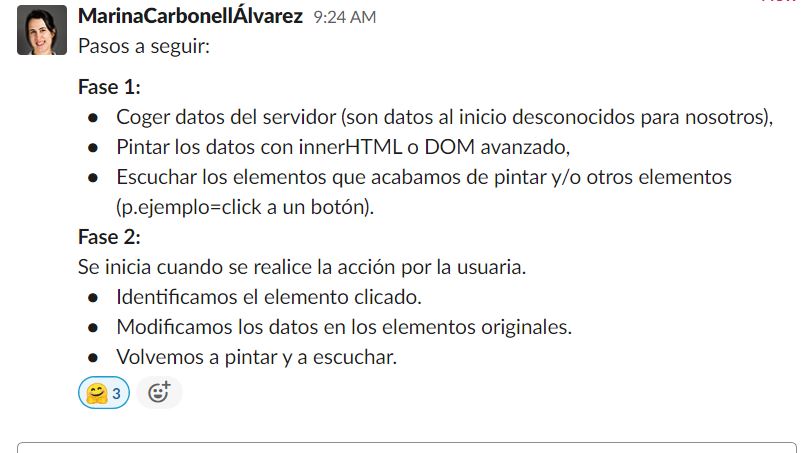 MarinaCarbonellÁlvarez 9:24 AM
Pasos a seguir:
Fase 1:
● Coger datos del servidor (son datos al inicio desconocidos para nosotros),
● Pintar los datos con innerHTML o DOM avanzado,
● Escuchar los elementos que acabamos de pintar y/o otros elementos
(p.ejemplo=click a un botón).
Fase 2:
Se inicia cuando se realice la acción por la usuaria.
● Identificamos el elemento clicado.
● Modificamos los datos en los elementos originales.
● Volvemos a pintar y a escuchar.
3